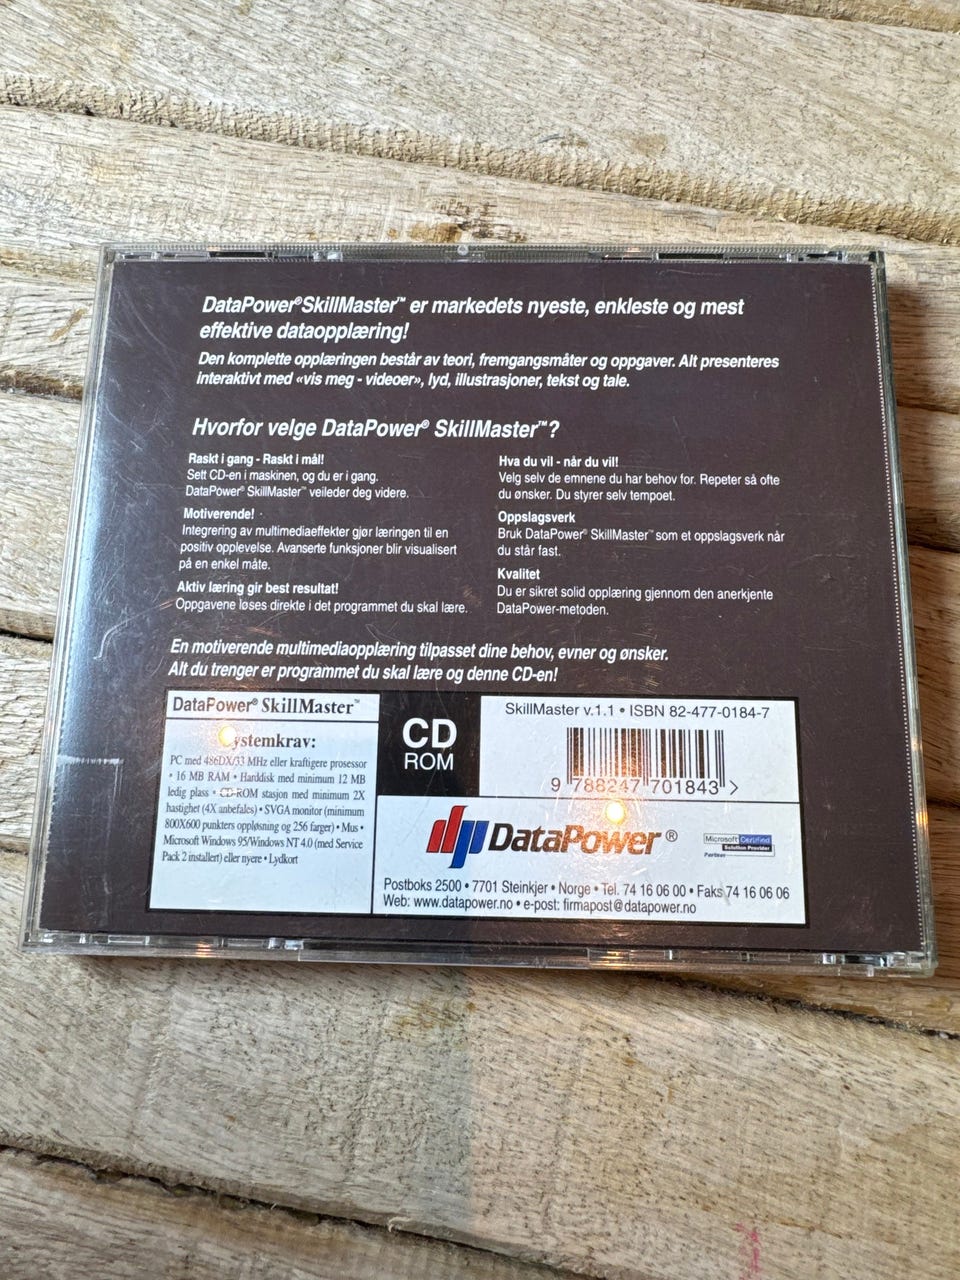 DataPower® SkillMaster™ er markedets nyeste, enkleste og mest
effektive dataopplæring!
Den komplette opplæringen består av teori, fremgangsmåter og oppgaver. Alt presenteres
interaktivt med «vis meg - videoer», lyd, illustrasjoner, tekst og tale.
Hvorfor velge DataPower® SkillMaster™?
Raskt i gang - Raskt i mål!
Sett CD-en i maskinen, og du er i gang.
DataPower® SkillMaster™ veileder deg videre.
Motiverende!
Integrering av multimediaeffekter gjør læringen til en
positiv opplevelse. Avanserte funksjoner blir visualisert
på en enkel måte.
Aktiv læring gir best resultat!
Oppgavene løses direkte i det programmet du skal lære.
Hva du vil - når du vil!
Velg selv de emnene du har behov for. Repeter så ofte
du ønsker. Du styrer selv tempoet.
Oppslagsverk
Bruk DataPower® SkillMaster™ som et oppslagsverk når
du står fast.
Kvalitet
Du er sikret solid opplæring gjennom den anerkjente
DataPower-metoden.
En motiverende multimediaopplæring tilpasset dine behov, evner og ønsker.
Alt du trenger er programmet du skal lære og denne CD-en!
DataPower® SkillMaster™
Systemkrav:
PC med 486DX/33 MHz eller kraftigere prosessor
• 16 MB RAM • Harddisk med minimum 12 MB
ledig plass • CD-ROM stasjon med minimum 2X
hastighet (4X anbefales) • SVGA monitor (minimum
800X600 punkters oppløsning og 256 farger) • Mus •
Microsoft Windows 95/Windows NT 4.0 (med Service
Pack 2 installert) eller nyere • Lydkort
CD
ROM
SkillMaster v.1.1 • ISBN 82-477-0184-7
9 788247 701843 >
dp DataPower®
Microsoft Certified
Solution Provider
Partner
Postboks 2500 • 7701 Steinkjer • Norge • Tel. 74 16 06 00 • Faks 74 16 06 06
Web: www.datapower.no • e-post: firmapost@datapower.no